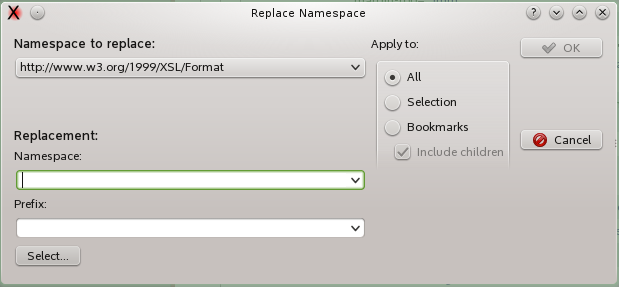 Replace Namespace
?
Namespace to replace:
http://www.w3.org/1999/XSL/Format
Apply to:
All
Selection
Bookmarks
Include children
OK
Cancel
Replacement:
Namespace:
Prefix:
Select...